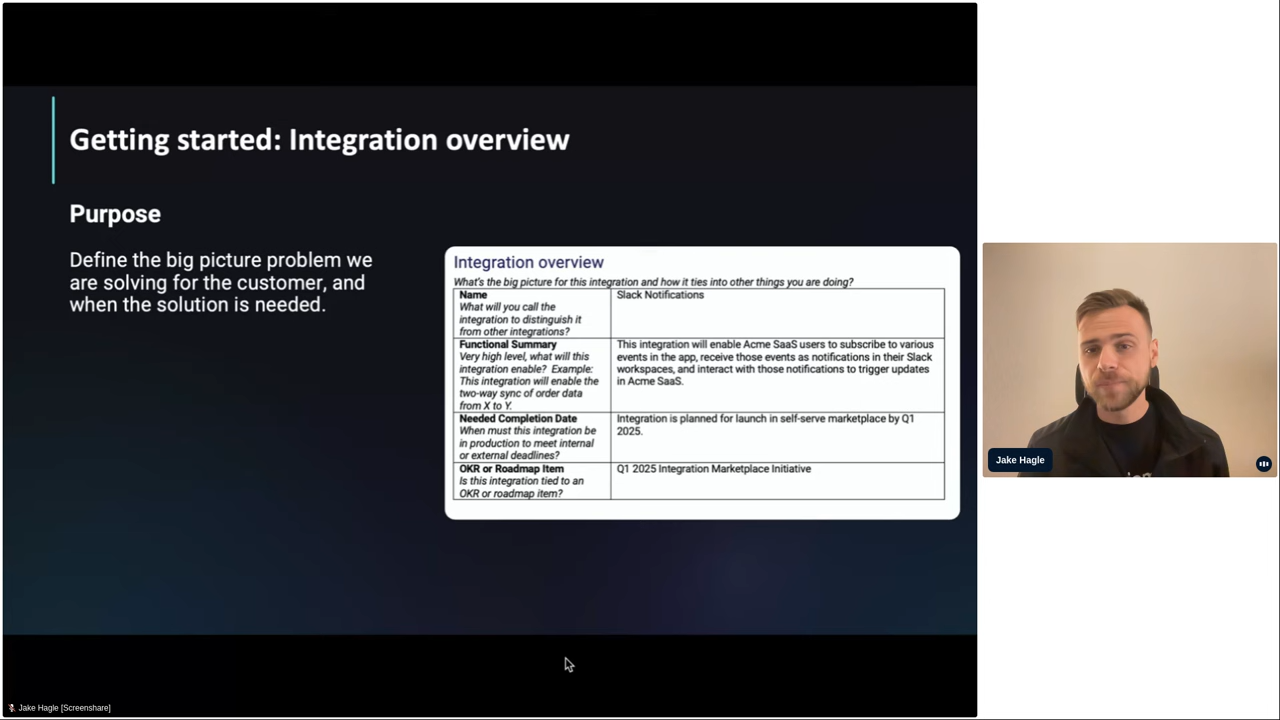 Getting started: Integration overview
Purpose
Define the big picture problem we
are solving for the customer, and
when the solution is needed.
Integration overview
What's the big picture for this integration and how it ties into other things you are doing?
Name
What will you call the
integration to distinguish it
from other integrations?
Slack Notifications
Functional Summary
Very high level, what will this
integration enable? Example:
This integration will enable the
two-way sync of order data
from X to Y.
This integration will enable Acme SaaS users to subscribe to various
events in the app, receive those events as notifications in their Slack
workspaces, and interact with those notifications to trigger updates
in Acme SaaS.
Needed Completion Date
When must this integration be
in production to meet internal
or external deadlines?
Integration is planned for launch in self-serve marketplace by Q1
2025.
OKR or Roadmap Item
Is this integration tied to an
OKR or roadmap item?
Q1 2025 Integration Marketplace Initiative
Jake Hagle
Jake Hagle [Screenshare]